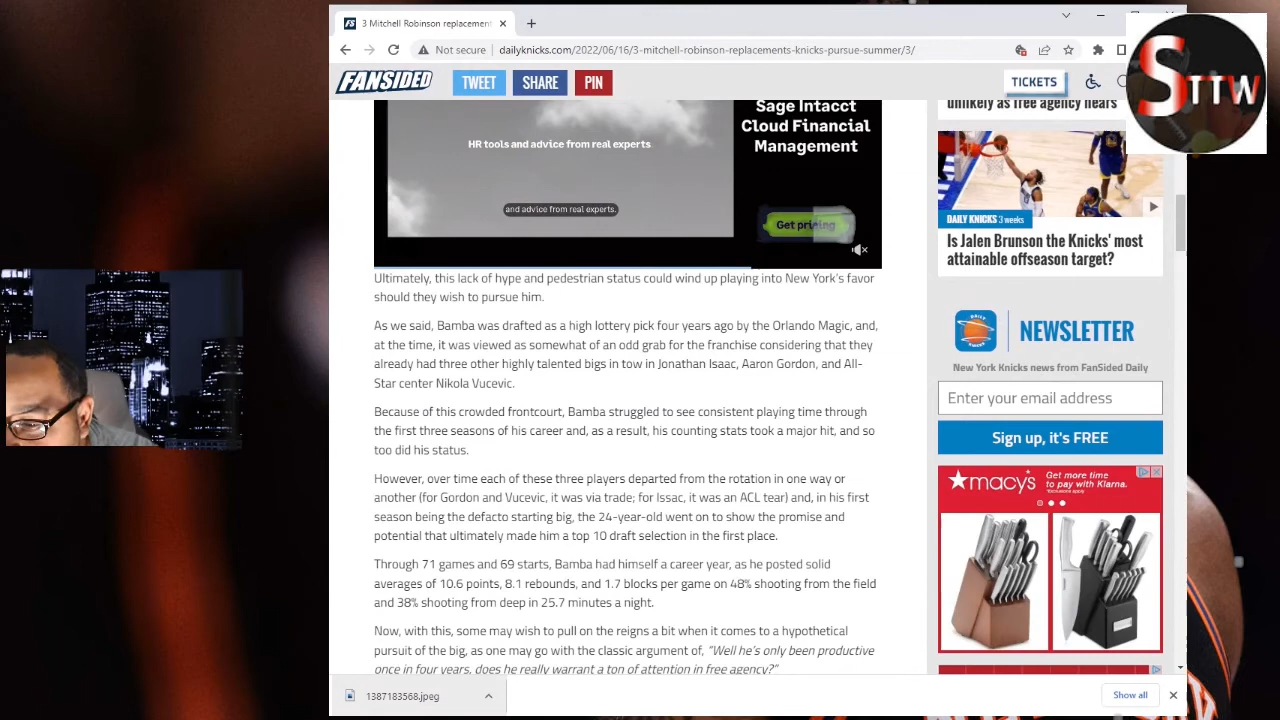 3 Mitchell Robinson replacement
Not secure
dailyknicks.com/2022/06/16/3-mitchell-robinson-replacements-knicks-pursue-summer/3/
FANSIDED
TWEET
SHARE
PIN
TICKETS
STTW
HR tools and advice from real experts
and advice from real experts.
Sage Intacct
Cloud Financial
Management
Get pricing
Ultimately, this lack of hype and pedestrian status could wind up playing into New York's favor
should they wish to pursue him.
As we said, Bamba was drafted as a high lottery pick four years ago by the Orlando Magic, and,
at the time, it was viewed as somewhat of an odd grab for the franchise considering that they
already had three other highly talented bigs in tow in Jonathan Isaac, Aaron Gordon, and All-
Star center Nikola Vucevic.
Because of this crowded frontcourt, Bamba struggled to see consistent playing time through
the first three seasons of his career and, as a result, his counting stats took a major hit, and so
too did his status.
However, over time each of these three players departed from the rotation in one way or
another (for Gordon and Vucevic, it was via trade; for Issac, it was an ACL tear) and, in his first
season being the defacto starting big, the 24-year-old went on to show the promise and
potential that ultimately made him a top 10 draft selection in the first place.
Through 71 games and 69 starts, Bamba had himself a career year, as he posted solid
averages of 10.6 points, 8.1 rebounds, and 1.7 blocks per game on 48% shooting from the field
and 38% shooting from deep in 25.7 minutes a night.
Now, with this, some may wish to pull on the reigns a bit when it comes to a hypothetical
pursuit of the big, as one may go with the classic argument of, "Well he's only been productive
once in four years, does he really warrant a ton of attention in free agency?"
unlikely as free agency nears
DAILY KNICKS 3 weeks
Is Jalen Brunson the Knicks' most
attainable offseason target?
DAILY KNICKS
NEWSLETTER
New York Knicks news from FanSided Daily
Enter your email address
Sign up, it's FREE
macys
Get more time
to pay with Klarna.
1387183568.jpeg
Show all